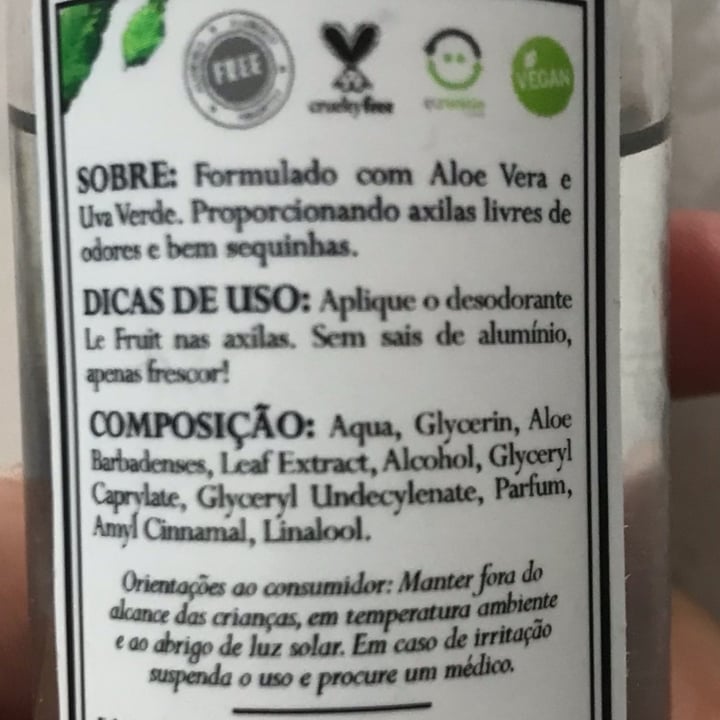 FREE
crueltyfree
eureciclo
VEGAN
SOBRE: Formulado com Aloe Vera e
Uva Verde. Proporcionando axilas livres de
odores e bem sequinhas.
DICAS DE USO: Aplique o desodorante
Le Fruit nas axilas. Sem sais de alumínio,
apenas frescor!
COMPOSIÇÃO: Aqua, Glycerin, Aloe
Barbadenses, Leaf Extract, Alcohol, Glyceryl
Caprylate, Glyceryl Undecylenate, Parfum,
Amyl Cinnamal, Linalool.
Orientações ao consumidor: Manter fora do
alcance das crianças, em temperatura ambiente
e ao abrigo de luz solar. Em caso de irritação
suspenda o uso e procure um médico.